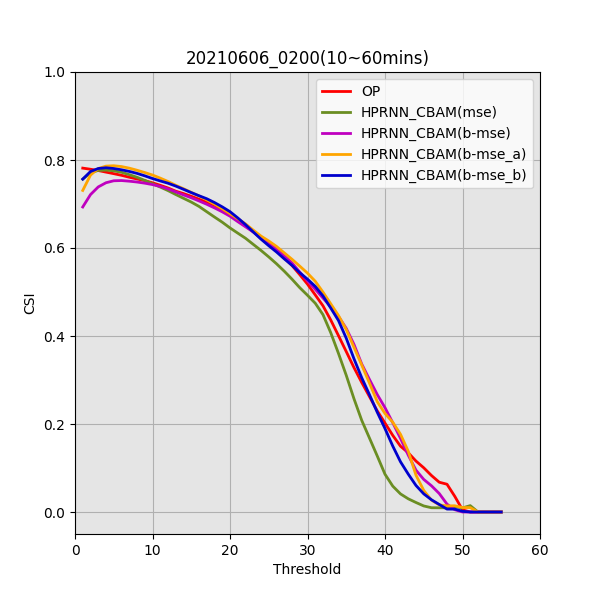 20210606_0200(10~60mins)
1.0
0.8
0.6
0.4
0.2
0.0
CSI
OP
HPRNN_CBAM(mse)
HPRNN_CBAM(b-mse)
HPRNN_CBAM(b-mse_a)
HPRNN_CBAM(b-mse_b)
0 10 20 30 40 50 60
Threshold